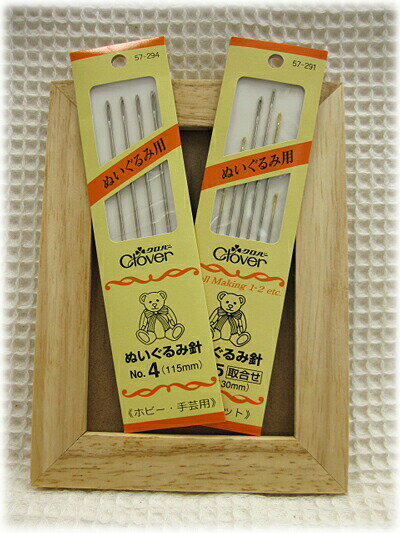 57-294
ぬいぐるみ用
クロバー
Clover
ぬいぐるみ針
No.4(115mm)
《ホビー・手芸用》
57-291
ぬいぐるみ用
クロバー
Clover
Making 1-2 etc.
いぐるみ針
取合せ
30mm)
ット》